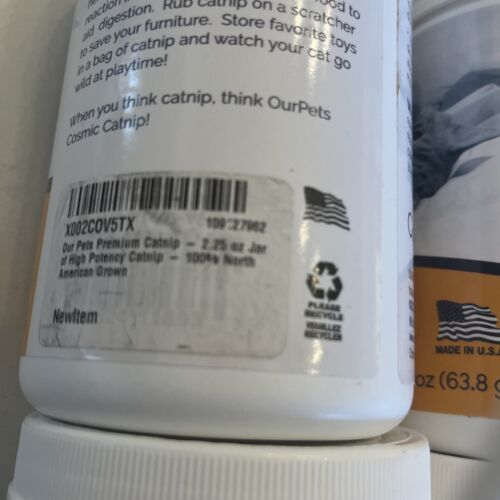 reaction
aid digestion. Rub catnip on a scratcher
to save your furniture. Store favorite toys
in a bag of catnip and watch your cat go
wild at playtime!
When you think catnip, think OurPets
Cosmic Catnip!
X002COV5TX
Our Pets Premium Catnip - 2.25 oz Jar
of High Potency Catnip - 100% North
American Grown
NewItem
PLEASE
RECYCLE
VEUILLEZ
RECYCLER
MADE IN U.S.
oz (63.8 g